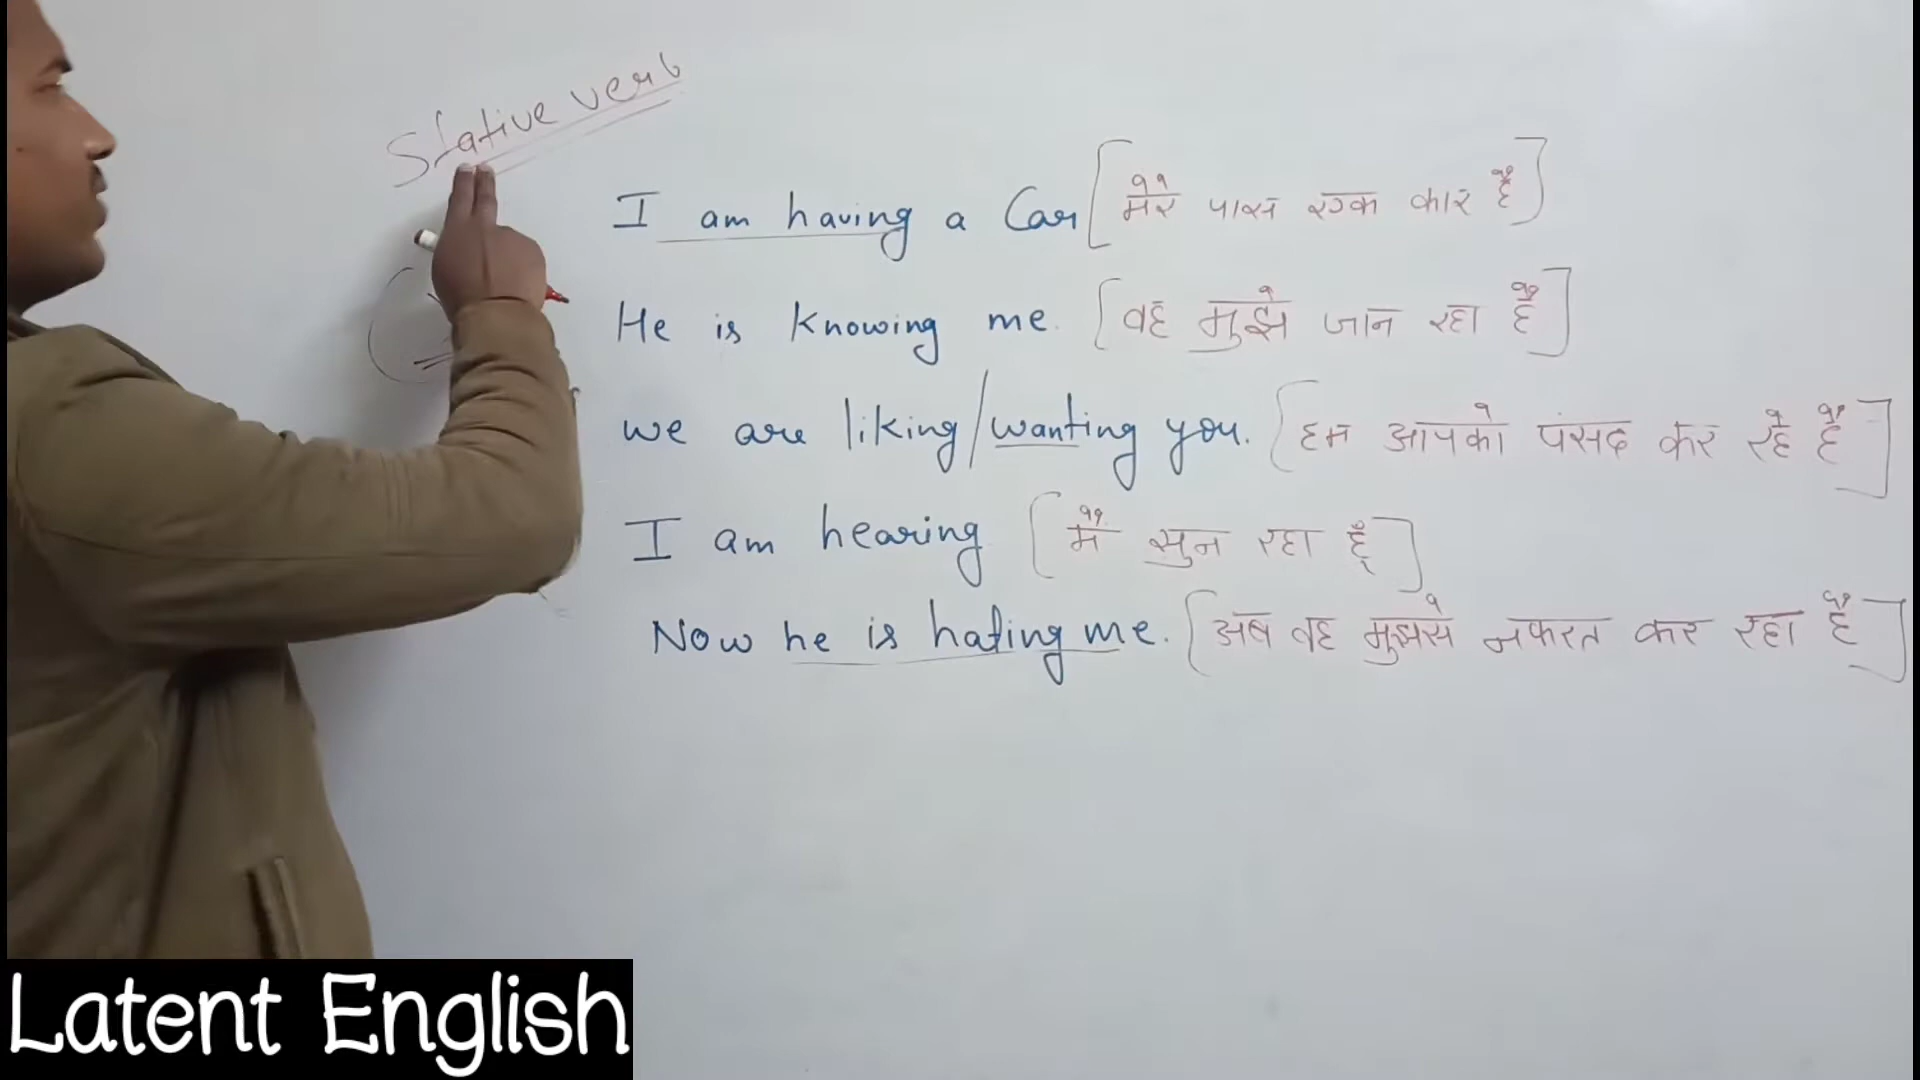 Stative verb
I am having a Car [मेरे पास एक कार है]
He is knowing me. [वह मुझे जान रहा है]
we are liking/wanting you. [हम आपको पंसद कर रहे हैं]
I am hearing [मैं सुन रहा हूँ]
Now he is hating me. [अब वह मुझसे नफरत कर रहा है]
Latent English